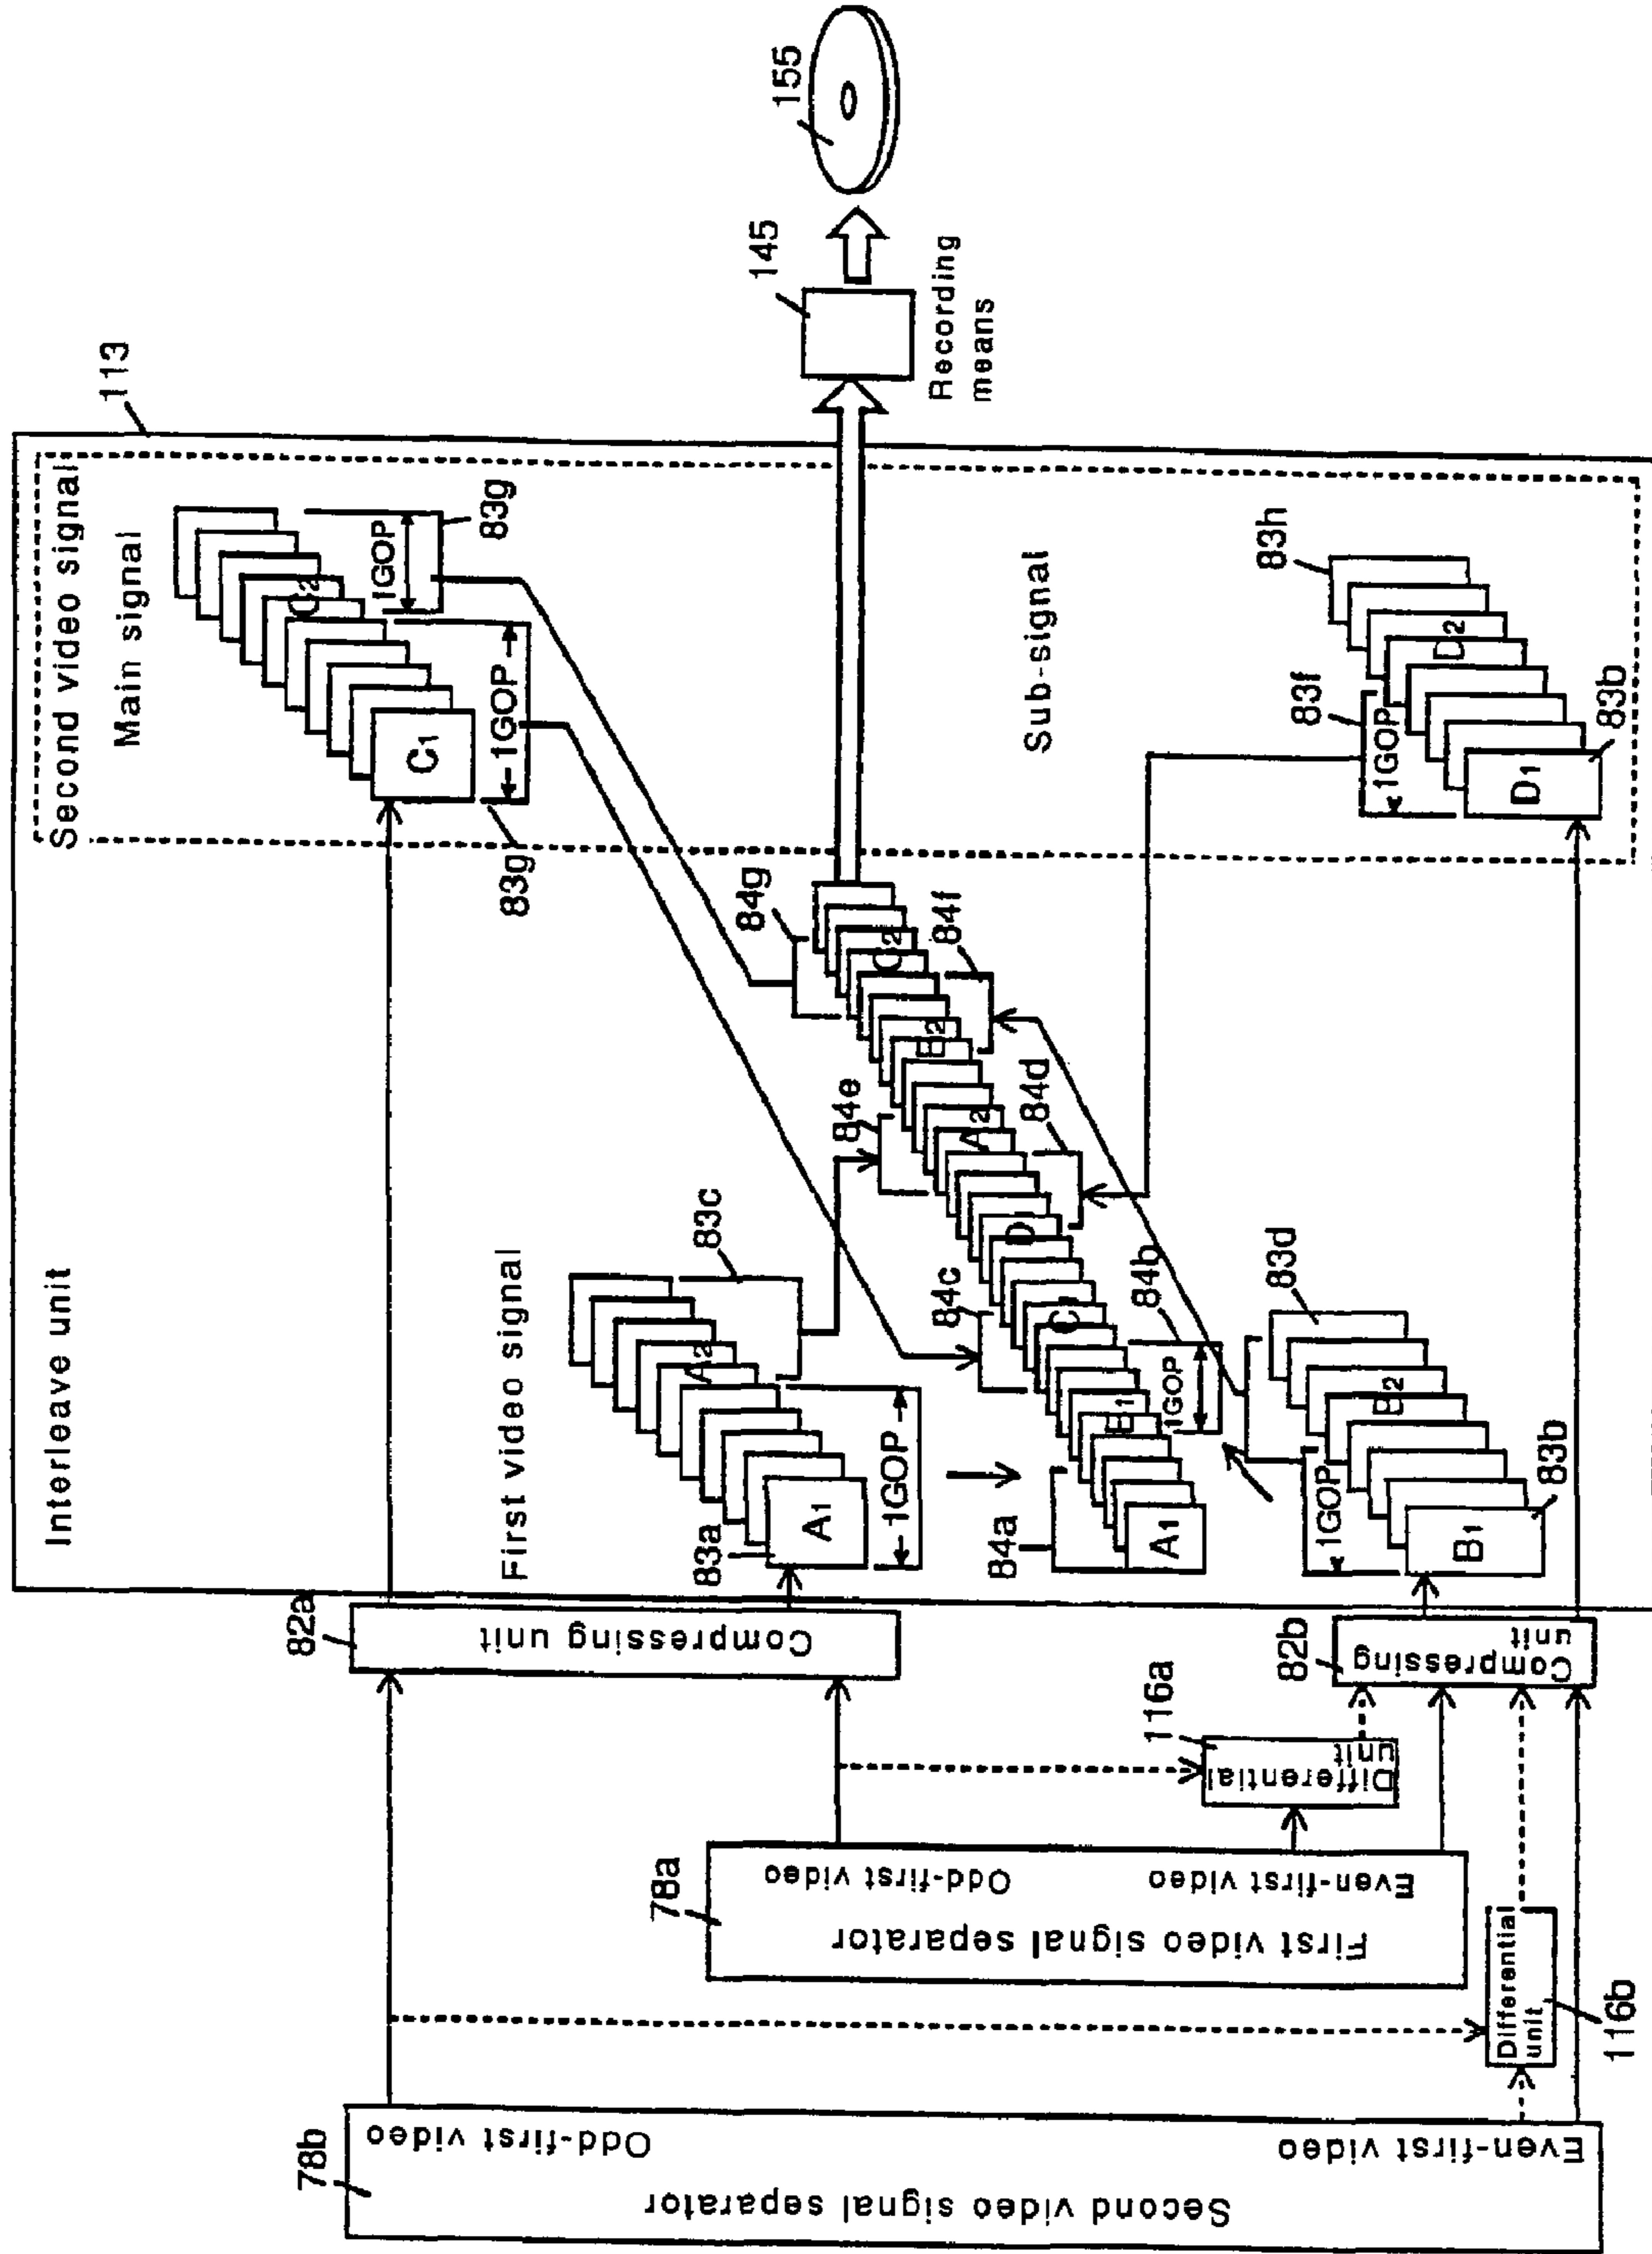 Interleave unit
113
Second video signal
Main signal
C1
C2
1GOP
1GOP
83g
83g
First video signal
83a
A1
A2
1GOP
83c
84a
A1
B1
C1
D1
A2
B2
C2
84b
1GOP
84c
84d
84e
84f
84g
Sub-signal
83f
83h
1GOP
D1
D2
83b
83d
1GOP
B1
B2
83b
145
Recording
means
155
82a
Compressing unit
82b
Compressing
unit
116a
Differential
unit
78a
Odd-first video
Even-first video
First video signal separator
Differential
unit
116b
78b
Odd-first video
Even-first video
Second video signal separator